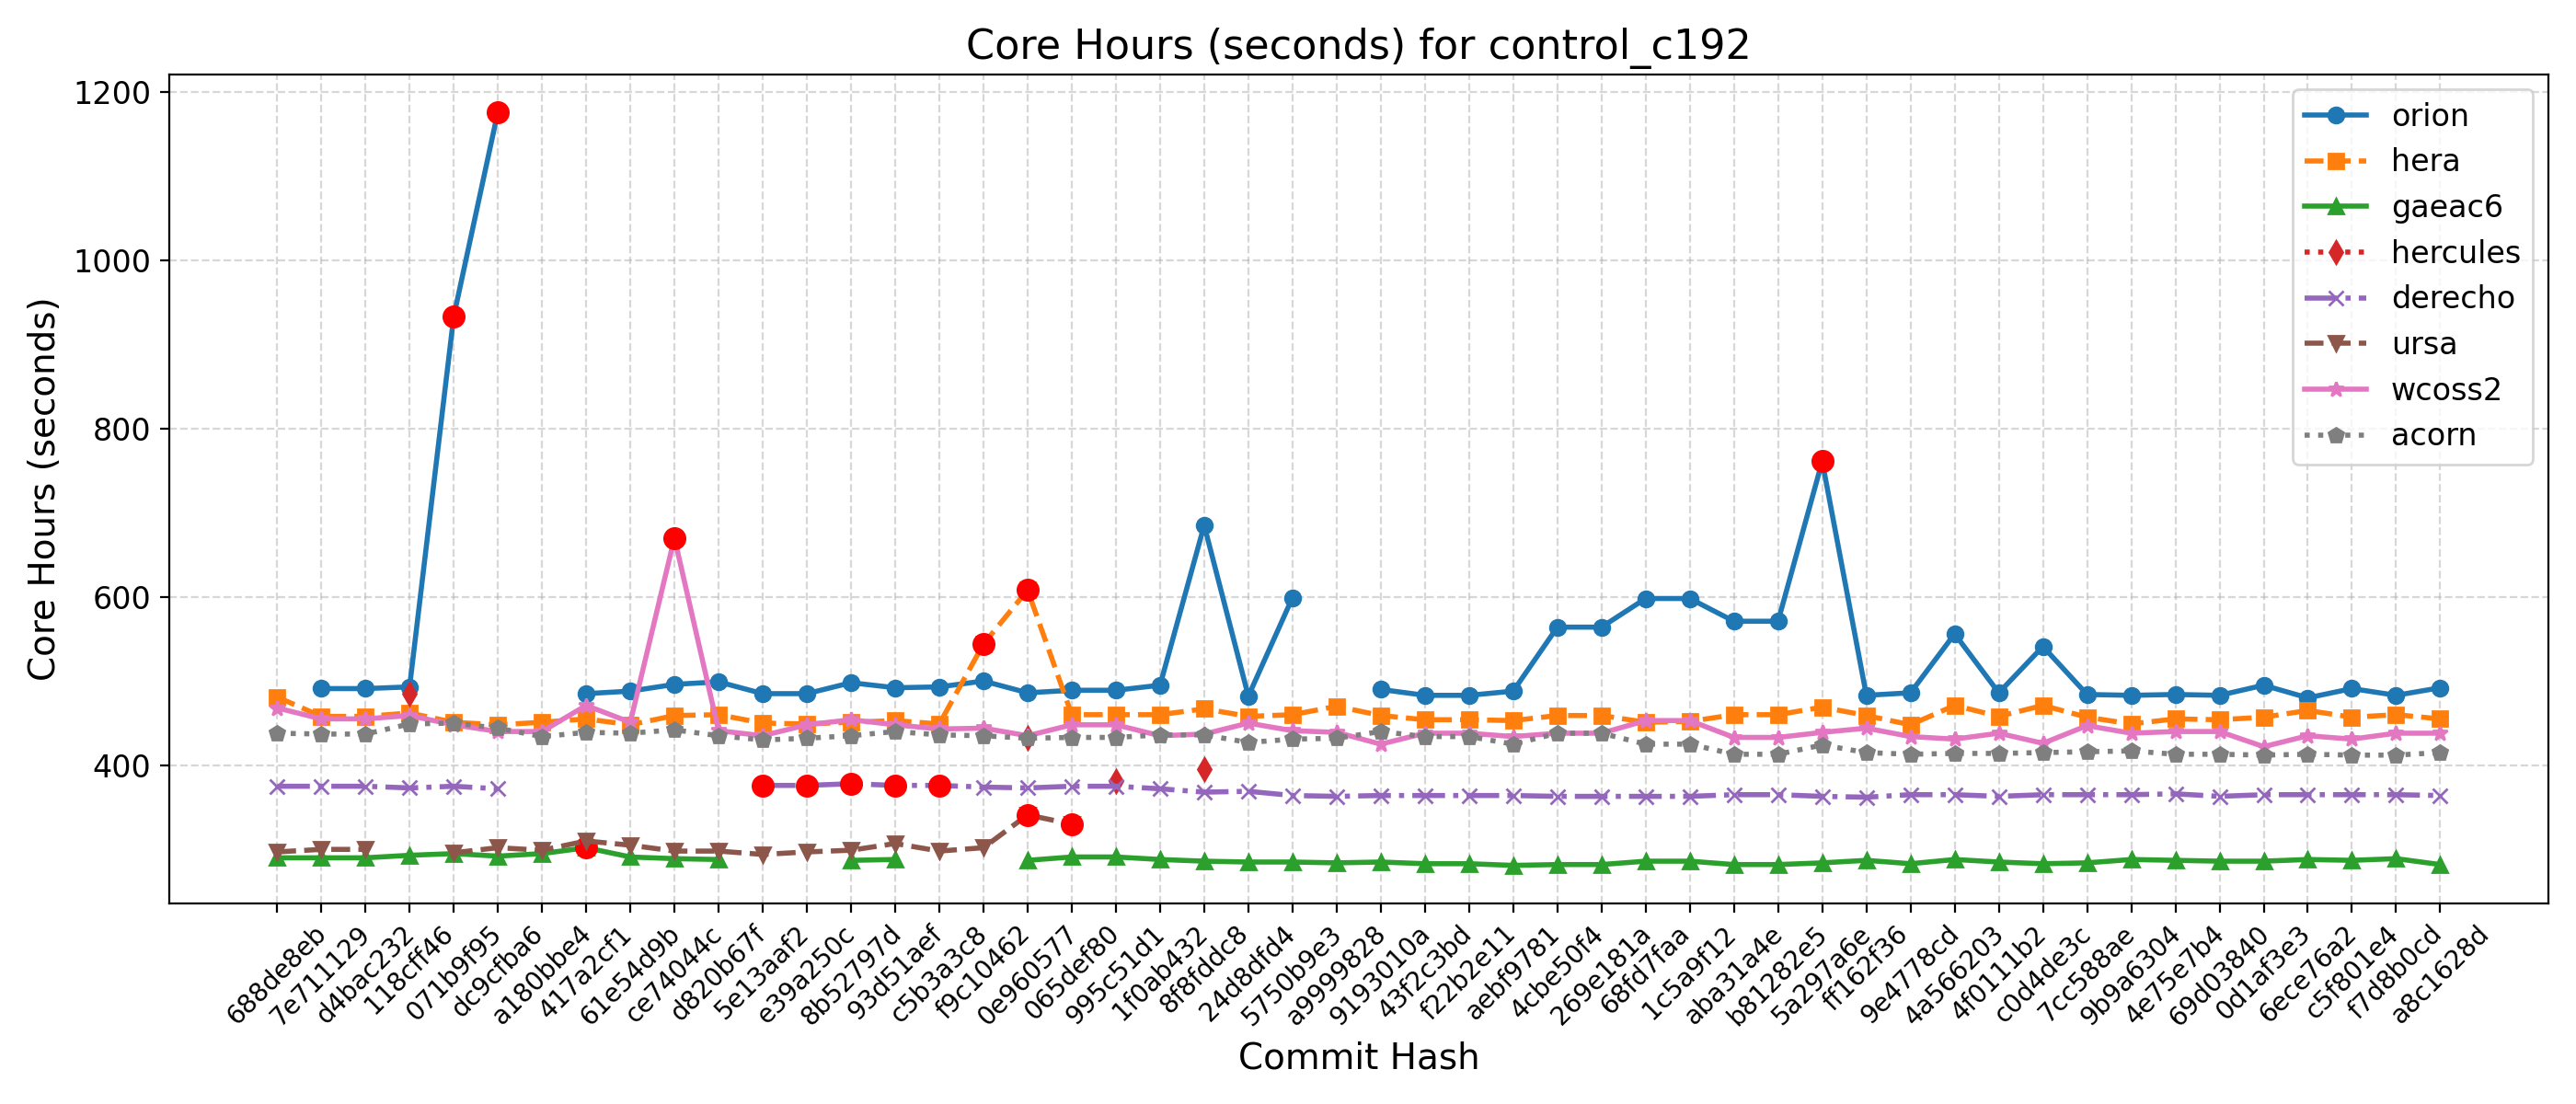 Core Hours (seconds) for control_c192
Core Hours (seconds)
1200
1000
800
600
400
orion
hera
gaeac6
hercules
derecho
ursa
wcoss2
acorn
688de8eb
7e711129
d4bac232
118cff46
071b9f95
dc9cfba6
a180bbe4
417a2cf1
61e54d9b
ce74044c
d820b67f
5e13aaf2
e39a250c
8b52797d
93d51aef
c5b3a3c8
f9c10462
0e960577
065def80
995c51d1
1f0ab432
8f8fddc8
24d8dfd4
5750b9e3
a9999828
9193010a
43f2c3bd
f22b2e11
aebf9781
4cbe50f4
269e181a
68fd7faa
1c5a9f12
aba31a4e
b81282e5
5a297a6e
ff162f36
9e4778cd
4a566203
4f0111b2
c0d4de3c
7cc588ae
9b9a6304
4e75e7b4
69d03840
0d1af3e3
6ece76a2
c5f801e4
f7d8b0cd
a8c1628d
Commit Hash